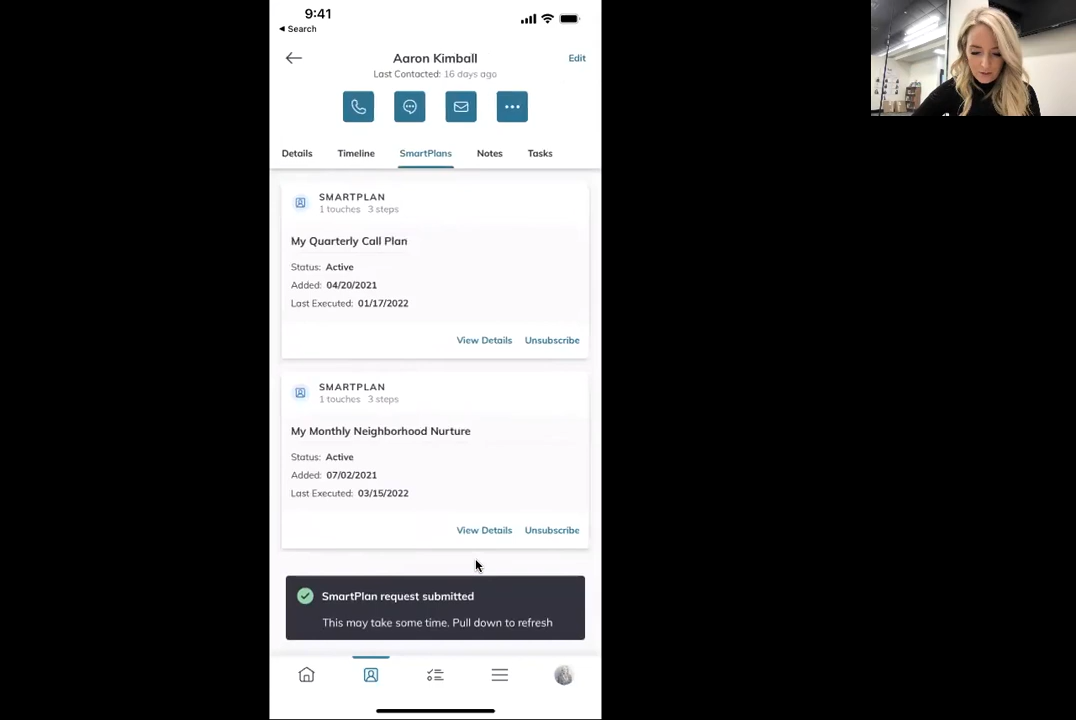 9:41
Search
Aaron Kimball
Edit
Last Contacted: 16 days ago
Details Timeline SmartPlans Notes Tasks
SMARTPLAN
1 touches 3 steps
My Quarterly Call Plan
Status: Active
Added: 04/20/2021
Last Executed: 01/17/2022
View Details Unsubscribe
SMARTPLAN
1 touches 3 steps
My Monthly Neighborhood Nurture
Status: Active
Added: 07/02/2021
Last Executed: 03/15/2022
View Details Unsubscribe
SmartPlan request submitted
This may take some time. Pull down to refresh